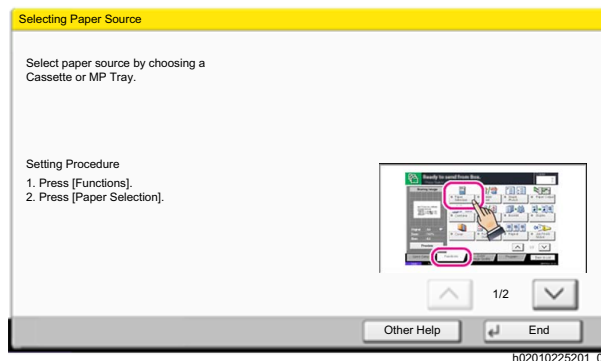 Selecting Paper Source
Select paper source by choosing a
Cassette or MP Tray.
Setting Procedure
1. Press [Functions].
2. Press [Paper Selection].
Ready to send from Box.
Preview
1/2
Other Help
End